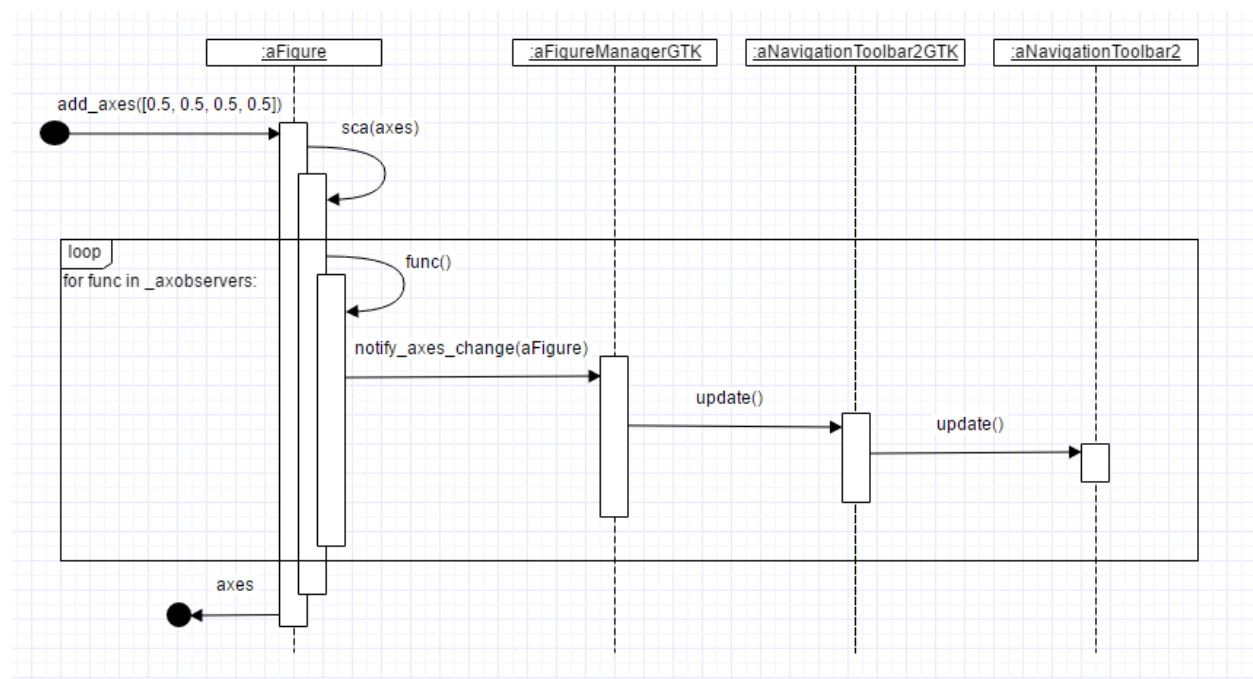 :aFigure
:aFigureManagerGTK
:aNavigationToolbar2GTK
:aNavigationToolbar2
add_axes([0.5, 0.5, 0.5, 0.5])
sca(axes)
loop
for func in _axobservers:
func()
notify_axes_change(aFigure)
update()
update()
axes